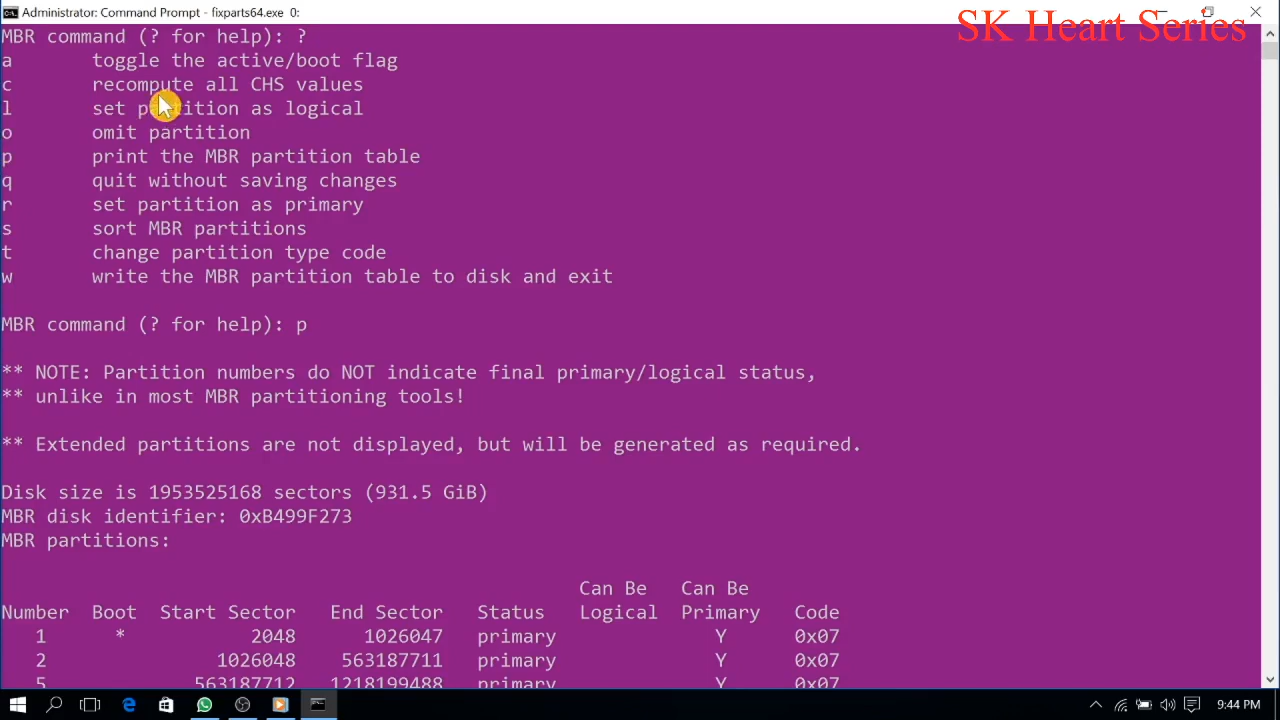 Administrator: Command Prompt - fixparts64.exe 0:
SK Heart Series
MBR command (? for help): ?
a toggle the active/boot flag
c recompute all CHS values
l set partition as logical
o omit partition
p print the MBR partition table
q quit without saving changes
r set partition as primary
s sort MBR partitions
t change partition type code
w write the MBR partition table to disk and exit
MBR command (? for help): p
** NOTE: Partition numbers do NOT indicate final primary/logical status,
** unlike in most MBR partitioning tools!
** Extended partitions are not displayed, but will be generated as required.
Disk size is 1953525168 sectors (931.5 GiB)
MBR disk identifier: 0xB499F273
MBR partitions:
Can Be Can Be
Number Boot Start Sector End Sector Status Logical Primary Code
1 * 2048 1026047 primary Y 0x07
2 1026048 563187711 primary Y 0x07
5 563187712 1218199488 primary Y 0x07
9:44 PM